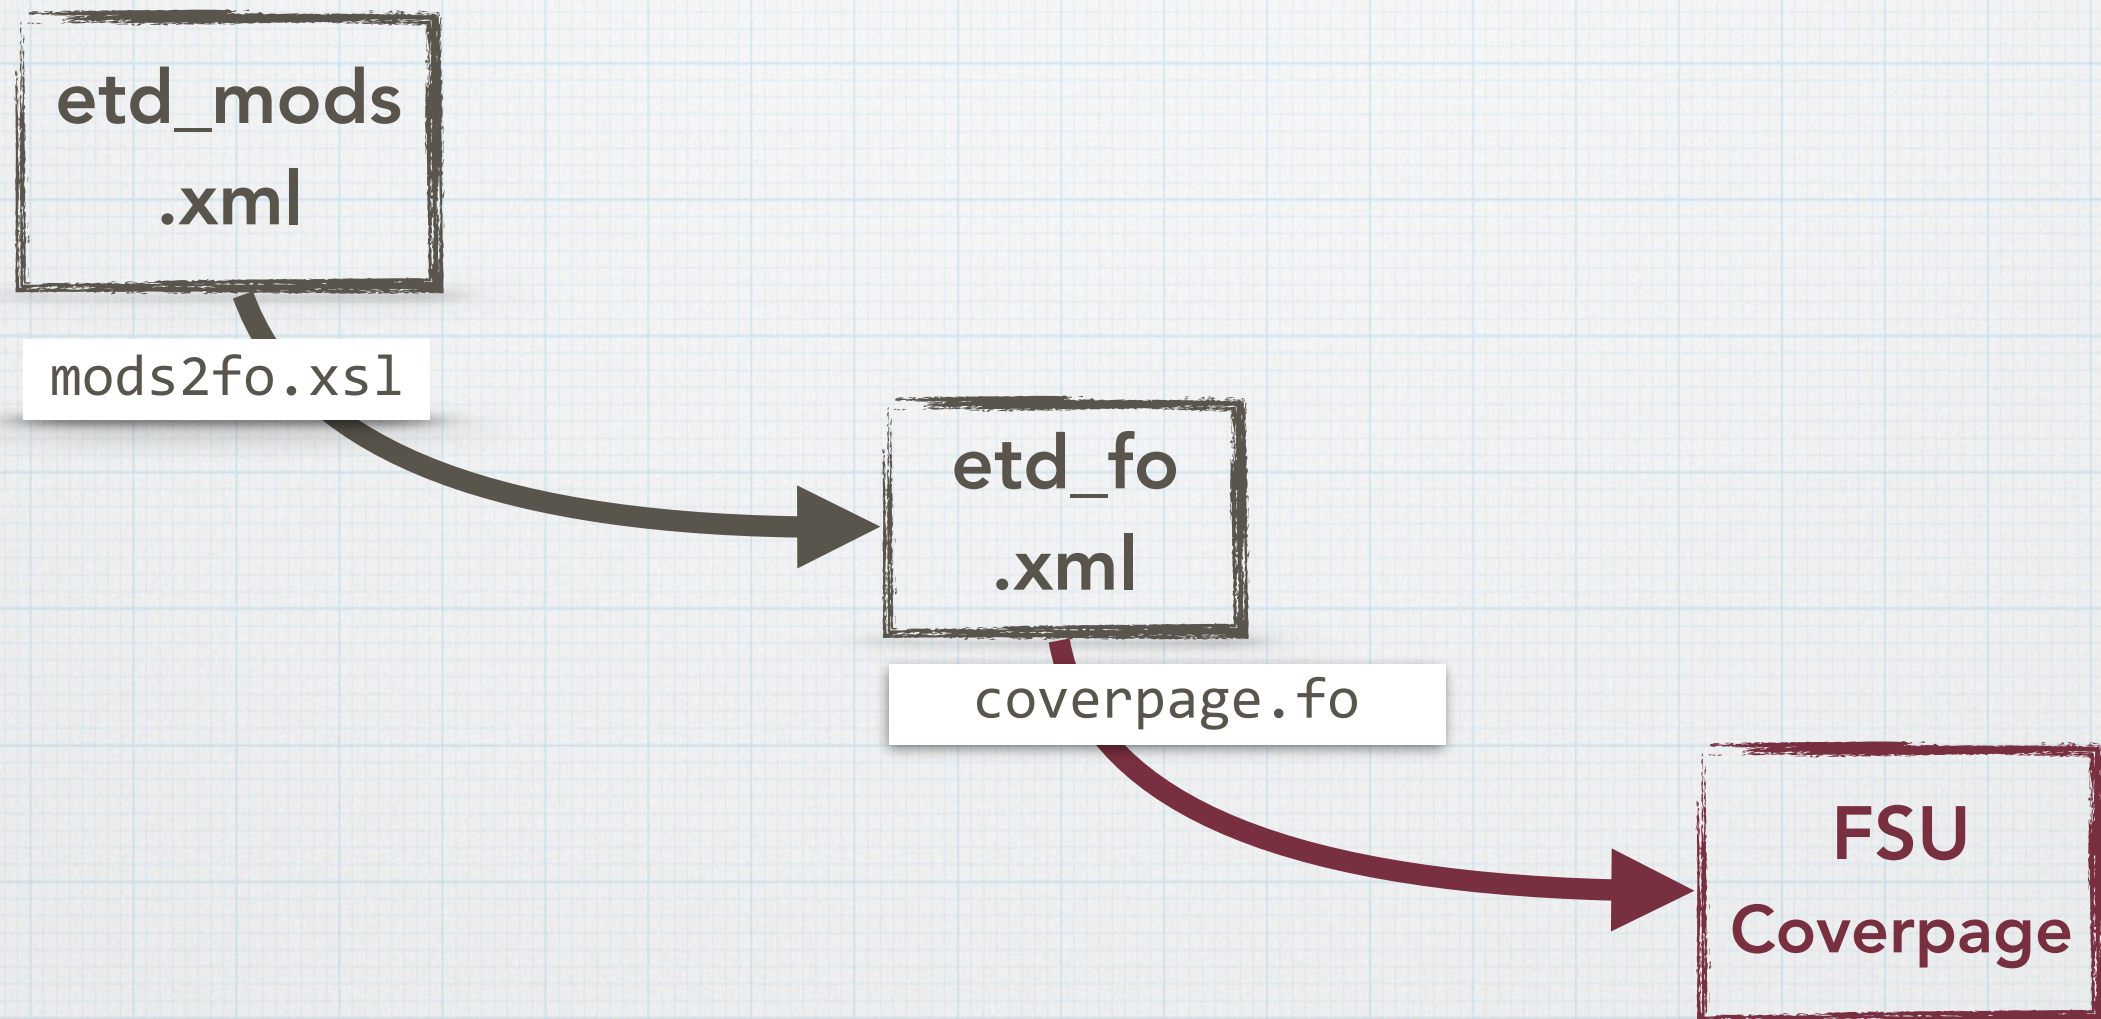 etd_mods
.xml
mods2fo.xsl
etd_fo
.xml
coverpage.fo
FSU
Coverpage